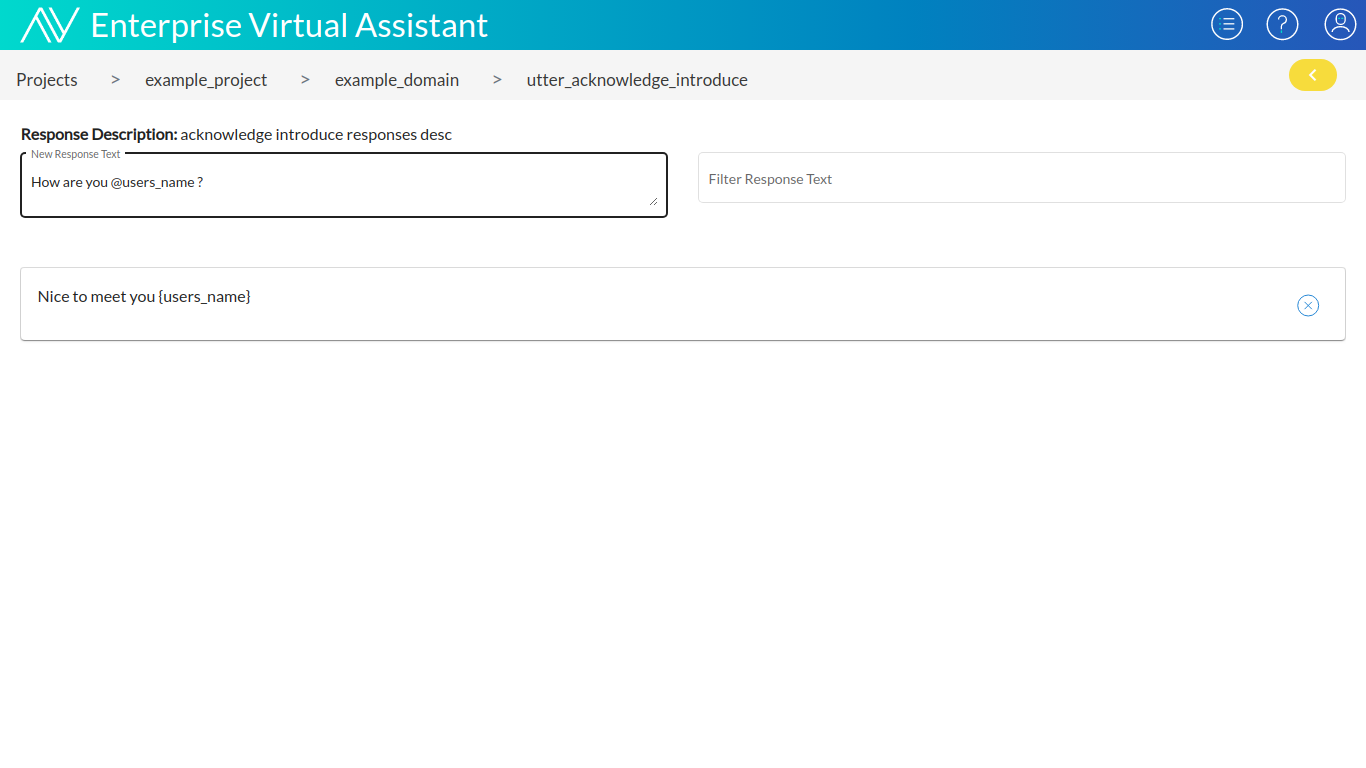 Enterprise Virtual Assistant
Projects > example_project > example_domain > utter_acknowledge_introduce
Response Description: acknowledge introduce responses desc
New Response Text
How are you @users_name ?
Filter Response Text
Nice to meet you {users_name}